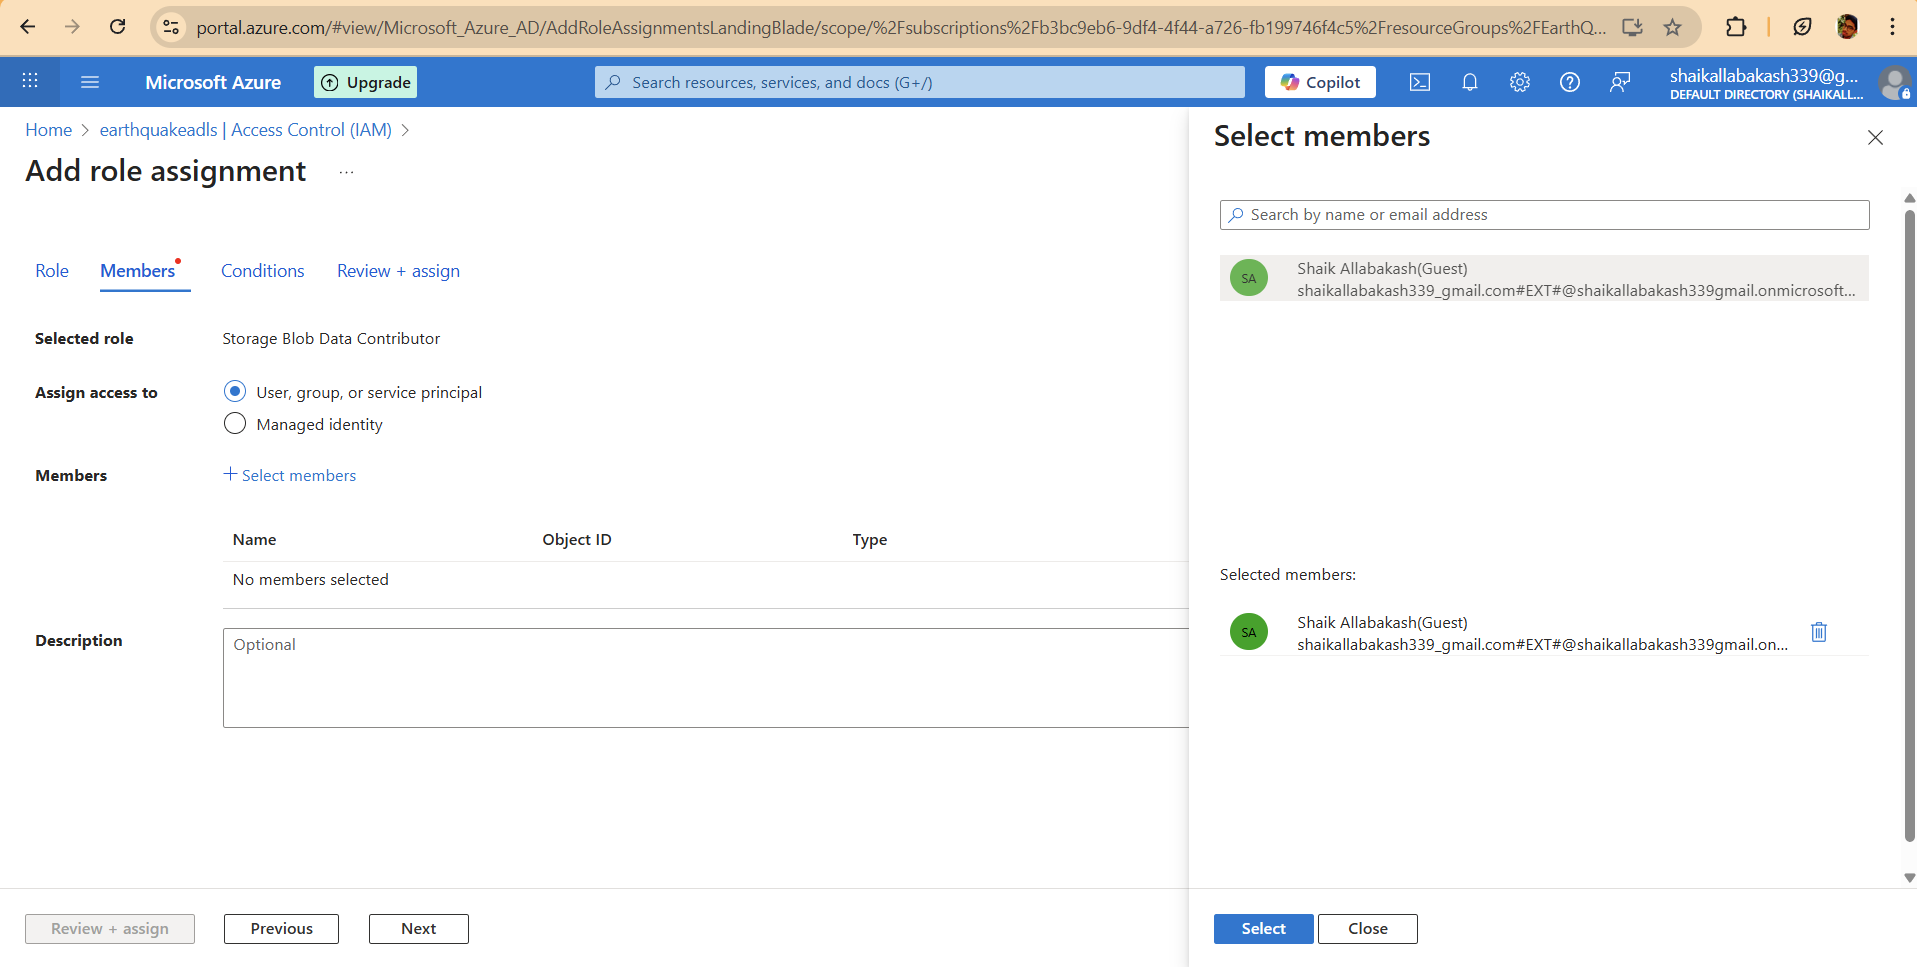 portal.azure.com/#view/Microsoft_Azure_AD/AddRoleAssignmentsLandingBlade/scope/%2Fsubscriptions%2Fb3bc9eb6-9df4-4f44-a726-fb199746f4c5%2FresourceGroups%2FEarthQ...
Microsoft Azure
Upgrade
Search resources, services, and docs (G+/)
Copilot
shaikallabakash339@g...
DEFAULT DIRECTORY (SHAIKALL...
Home > earthquakeadls | Access Control (IAM) >
Add role assignment ...
Role Members Conditions Review + assign
Selected role Storage Blob Data Contributor
Assign access to User, group, or service principal
Managed identity
Members + Select members
Name Object ID Type
No members selected
Description Optional
Review + assign Previous Next
Select members
Search by name or email address
SA
Shaik Allabakash(Guest)
shaikallabakash339_gmail.com#EXT#@shaikallabakash339gmail.onmicrosoft...
Selected members:
SA
Shaik Allabakash(Guest)
shaikallabakash339_gmail.com#EXT#@shaikallabakash339gmail.on...
Select Close